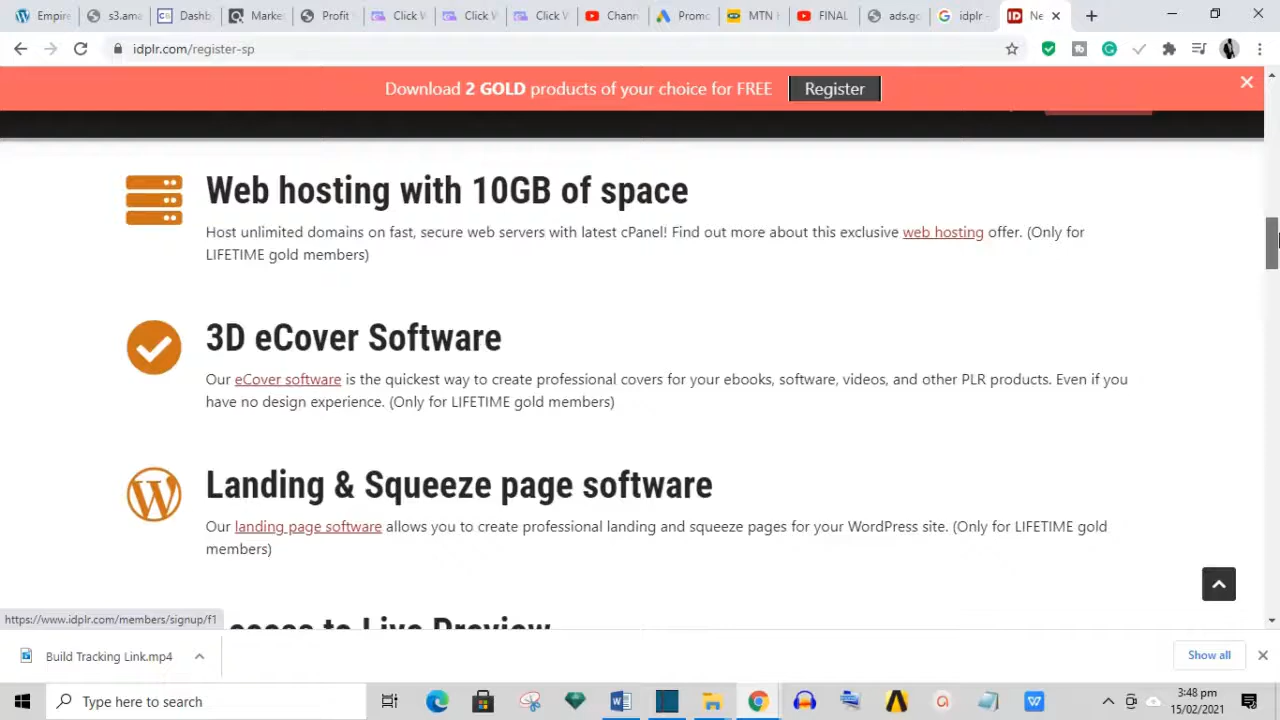 Empire
s3.ama
Dashb
Marke
Profit
Click W
Click W
Click W
Chann
Promo
MTN
FINAL
ads.go
idplr -
Ne
idplr.com/register-sp
Download 2 GOLD products of your choice for FREE Register
Web hosting with 10GB of space
Host unlimited domains on fast, secure web servers with latest cPanel! Find out more about this exclusive web hosting offer. (Only for
LIFETIME gold members)
3D eCover Software
Our eCover software is the quickest way to create professional covers for your ebooks, software, videos, and other PLR products. Even if you
have no design experience. (Only for LIFETIME gold members)
Landing & Squeeze page software
Our landing page software allows you to create professional landing and squeeze pages for your WordPress site. (Only for LIFETIME gold
members)
https://www.idplr.com/members/signup/f1
Live Preview
Build Tracking Link.mp4
Show all
Type here to search
3:48 pm
15/02/2021